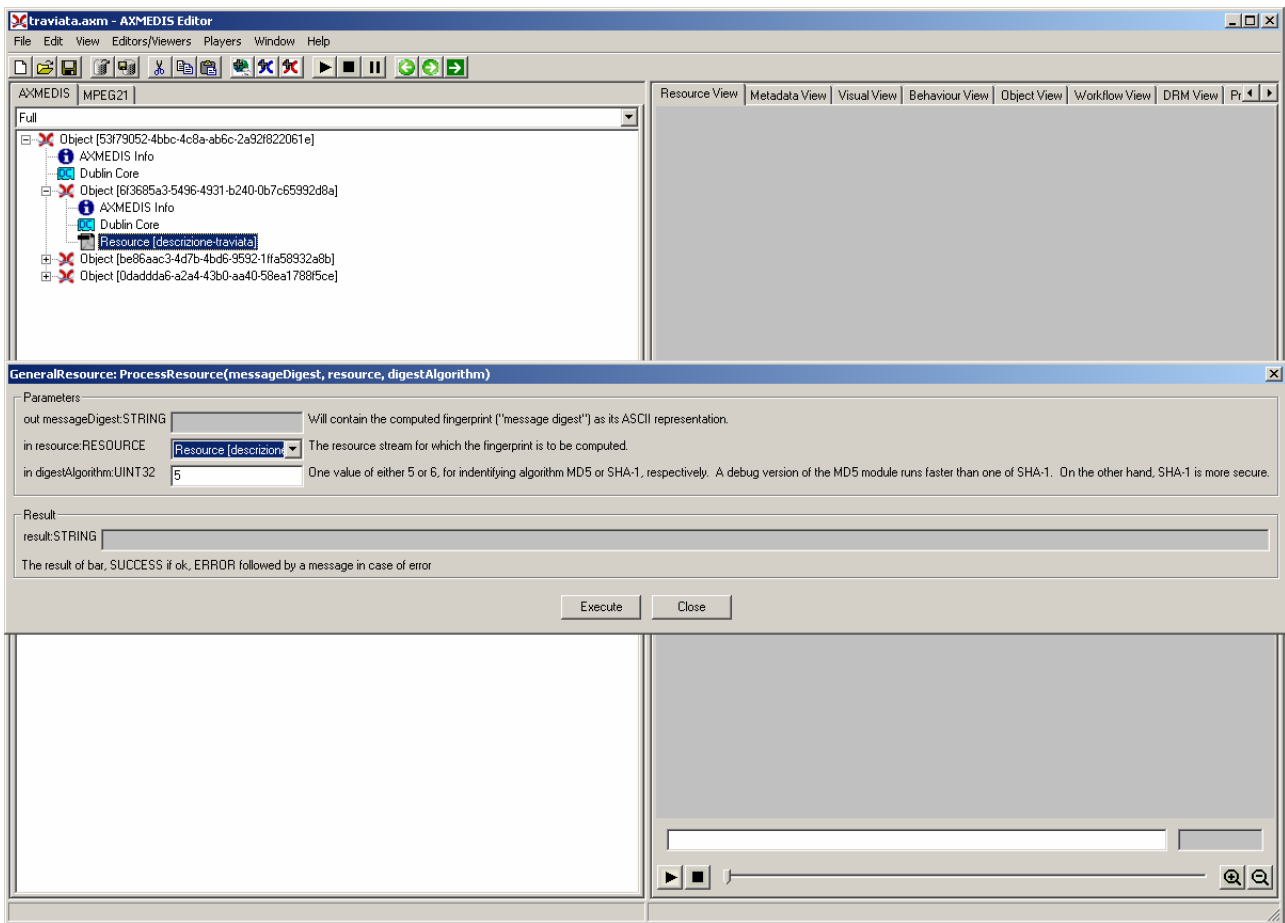 traviata.axm - AXMEDIS Editor
File Edit View Editors/Viewers Players Window Help
AXMEDIS MPEG21
Full
Object [53f79052-4bbc-4c8a-ab6c-2a92f822061e]
AXMEDIS Info
Dublin Core
Object [6f3685a3-5496-4931-b240-0b7c65992d8a]
AXMEDIS Info
Dublin Core
Resource [descrizione-traviata]
Object [be86aac3-4d7b-4bd6-9592-1ffa58932a8b]
Object [0daddda6-a2a4-43b0-aa40-58ea1788f5ce]
Resource View Metadata View Visual View Behaviour View Object View Workflow View DRM View Pr
GeneralResource: ProcessResource(messageDigest, resource, digestAlgorithm)
Parameters
out messageDigest:STRING Will contain the computed fingerprint ("message digest") as its ASCII representation.
in resource:RESOURCE Resource [descrizione The resource stream for which the fingerprint is to be computed.
in digestAlgorithm:UINT32 5 One value of either 5 or 6, for indentifying algorithm MD5 or SHA-1, respectively. A debug version of the MD5 module runs faster than one of SHA-1. On the other hand, SHA-1 is more secure.
Result
result:STRING
The result of bar, SUCCESS if ok, ERROR followed by a message in case of error
Execute Close